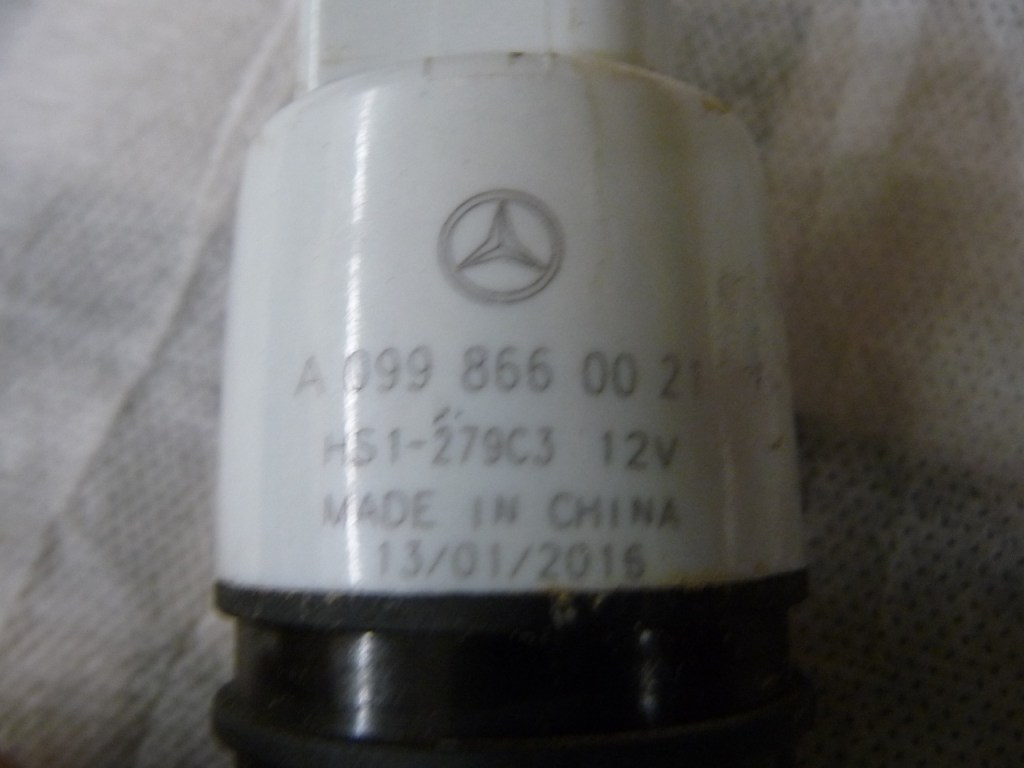 A 099 866 00 21
HS1-279C3 12V
MADE IN CHINA
13/01/2016